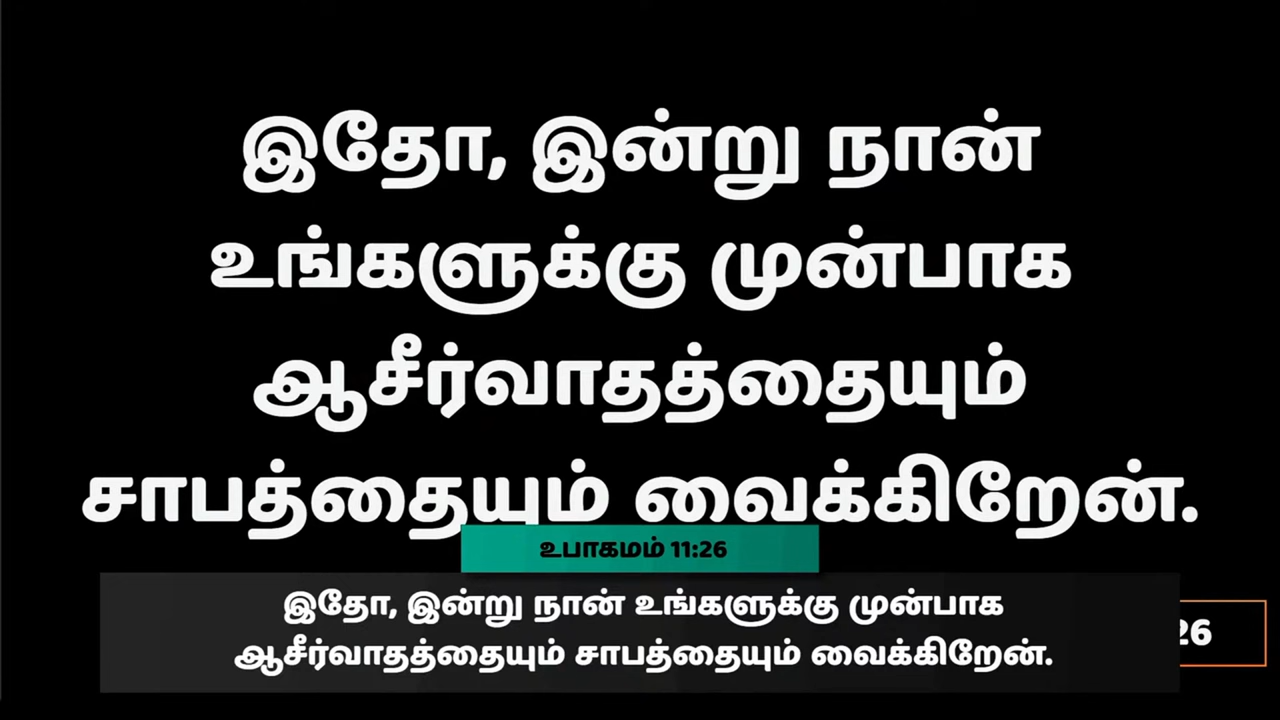 இதோ, இன்று நான்
உங்களுக்கு முன்பாக
ஆசீர்வாதத்தையும்
சாபத்தையும் வைக்கிறேன்.
உபாகமம் 11:26
இதோ, இன்று நான் உங்களுக்கு முன்பாக
ஆசீர்வாதத்தையும் சாபத்தையும் வைக்கிறேன்.
26